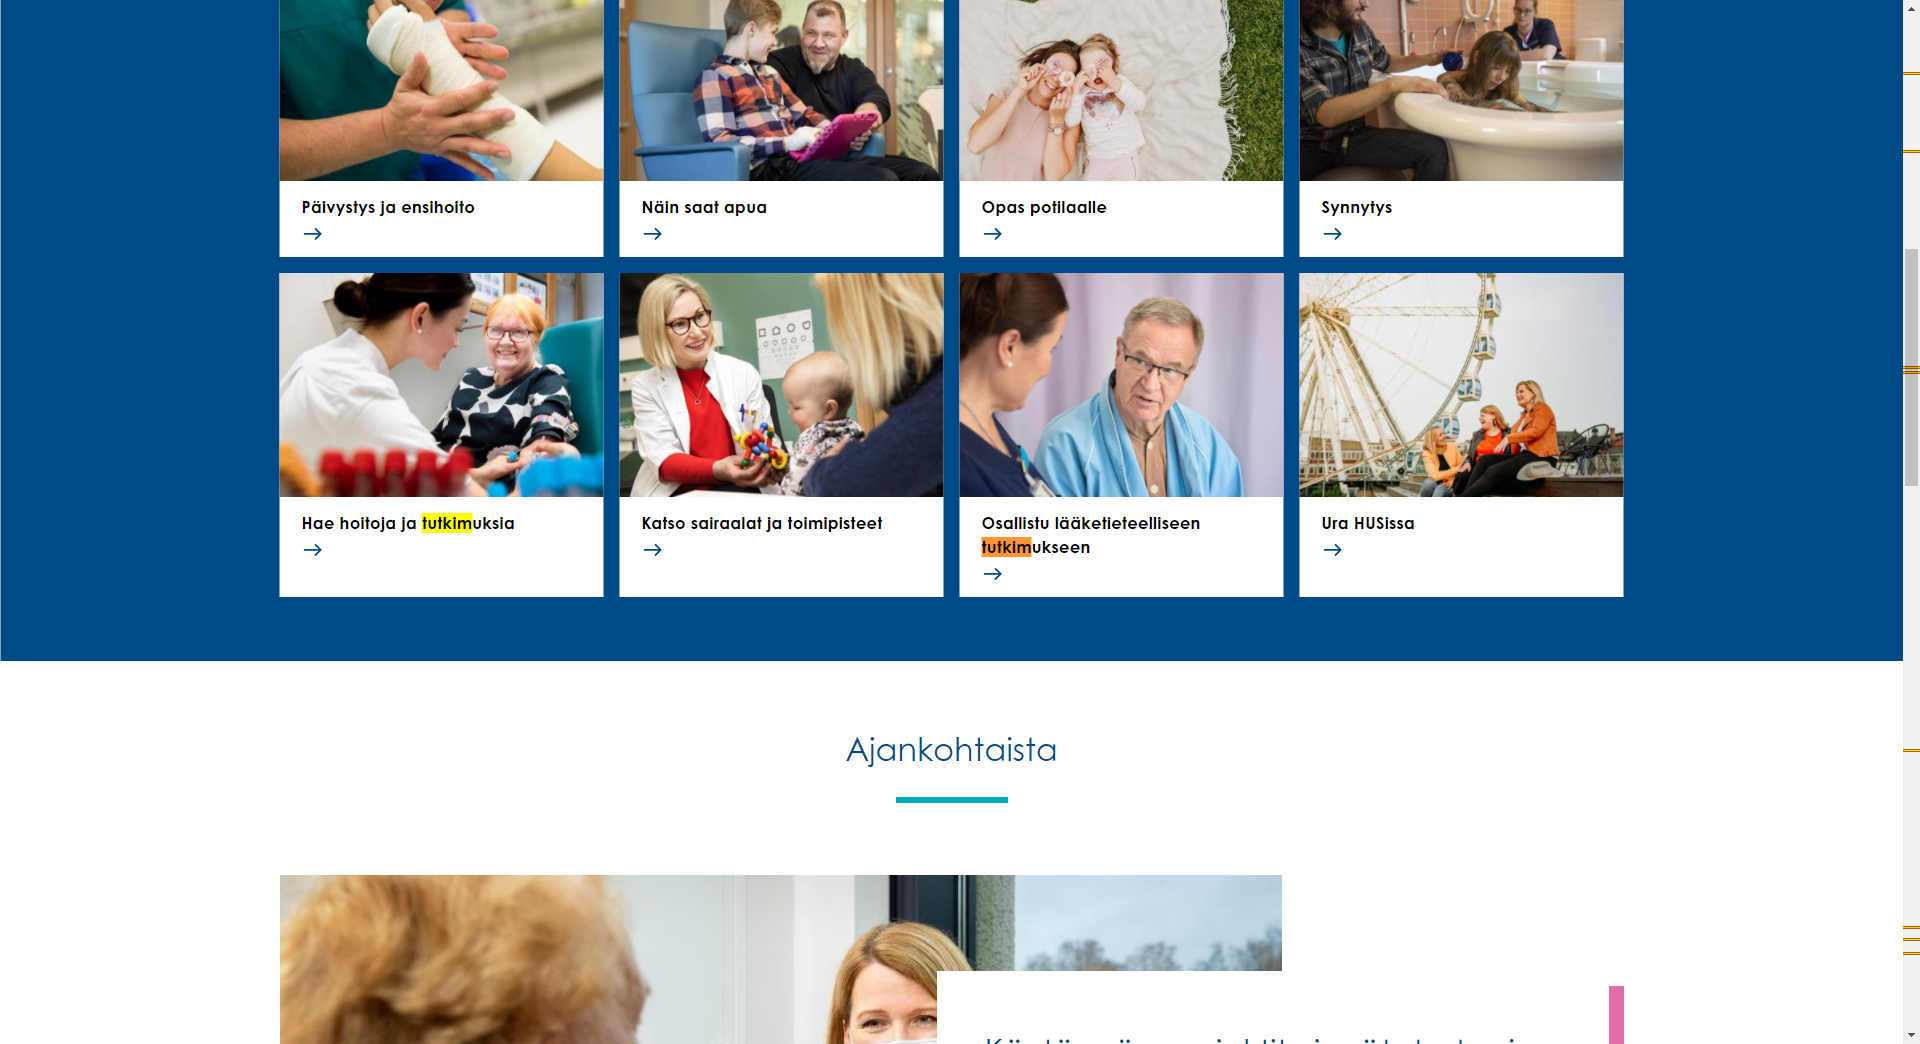 Päivystys ja ensihoito
Näin saat apua
Opas potilaalle
Synnytys
Hae hoitoja ja tutkimuksia
Katso sairaalat ja toimipisteet
Osallistu lääketieteelliseen
tutkimukseen
Ura HUSissa
Ajankohtaista